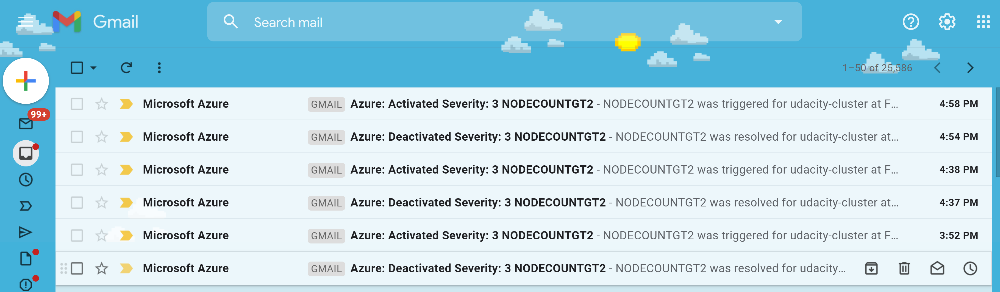 Gmail
Search mail
1–50 of 25,586
99+
Microsoft Azure GMAIL Azure: Activated Severity: 3 NODECOUNTGT2 - NODECOUNTGT2 was triggered for udacity-cluster at F... 4:58 PM
Microsoft Azure GMAIL Azure: Deactivated Severity: 3 NODECOUNTGT2 - NODECOUNTGT2 was resolved for udacity-cluster at... 4:54 PM
Microsoft Azure GMAIL Azure: Activated Severity: 3 NODECOUNTGT2 - NODECOUNTGT2 was triggered for udacity-cluster at F... 4:38 PM
Microsoft Azure GMAIL Azure: Deactivated Severity: 3 NODECOUNTGT2 - NODECOUNTGT2 was resolved for udacity-cluster at... 4:37 PM
Microsoft Azure GMAIL Azure: Activated Severity: 3 NODECOUNTGT2 - NODECOUNTGT2 was triggered for udacity-cluster at F... 3:52 PM
Microsoft Azure GMAIL Azure: Deactivated Severity: 3 NODECOUNTGT2 - NODECOUNTGT2 was resolved for udacity...